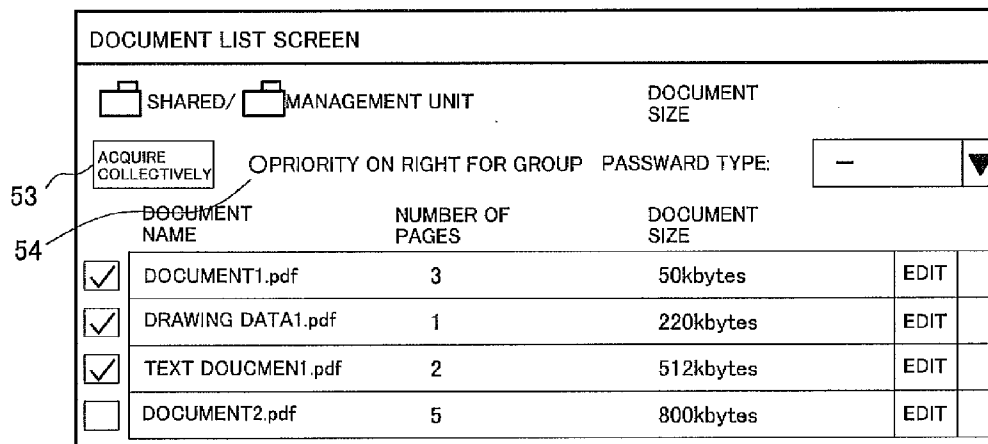 DOCUMENT LIST SCREEN
SHARED/ MANAGEMENT UNIT DOCUMENT
SIZE
ACQUIRE
COLLECTIVELY
PRIORITY ON RIGHT FOR GROUP PASSWARD TYPE: —
53
DOCUMENT
NAME
NUMBER OF
PAGES
DOCUMENT
SIZE
54
DOCUMENT1.pdf 3 50kbytes EDIT
DRAWING DATA1.pdf 1 220kbytes EDIT
TEXT DOUCMEN1.pdf 2 512kbytes EDIT
DOCUMENT2.pdf 5 800kbytes EDIT